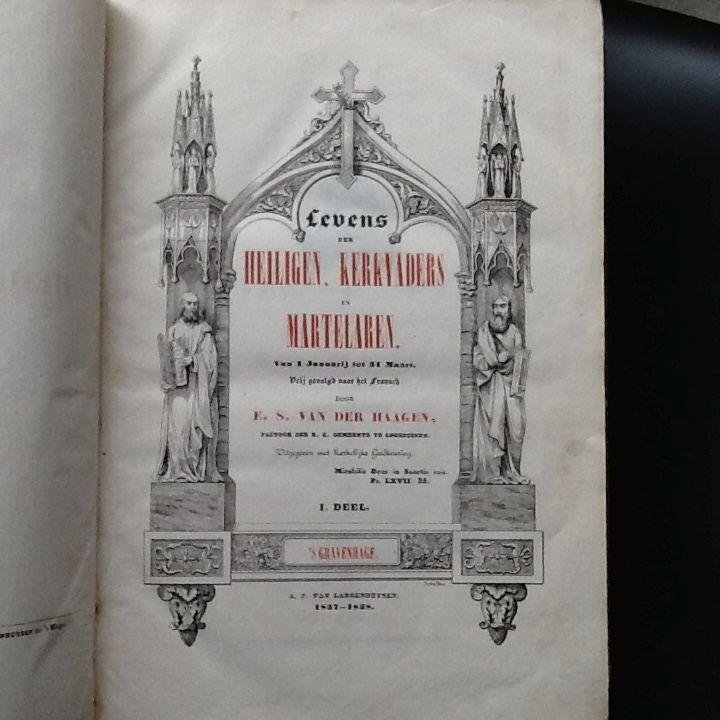 Levens
DER
HEILIGEN, KERKVADERS
EN
MARTELAREN.
Van 1 Januarij tot 31 Maart.
Vrij gevolgd naar het Fransch
DOOR
F. S. VAN DER HAAGEN,
PASTOOR DER R. K. GEMEENTE TE LOOSDUINEN.
Uitgegeven met Kerkelijke Goedkeuring.
Mirabilis Deus in Sanctis suis.
Ps. LXVII 35.
I. DEEL.
'S GRAVENHAGE.
A. P. VAN LANGENHUYSEN.
1837–1838.